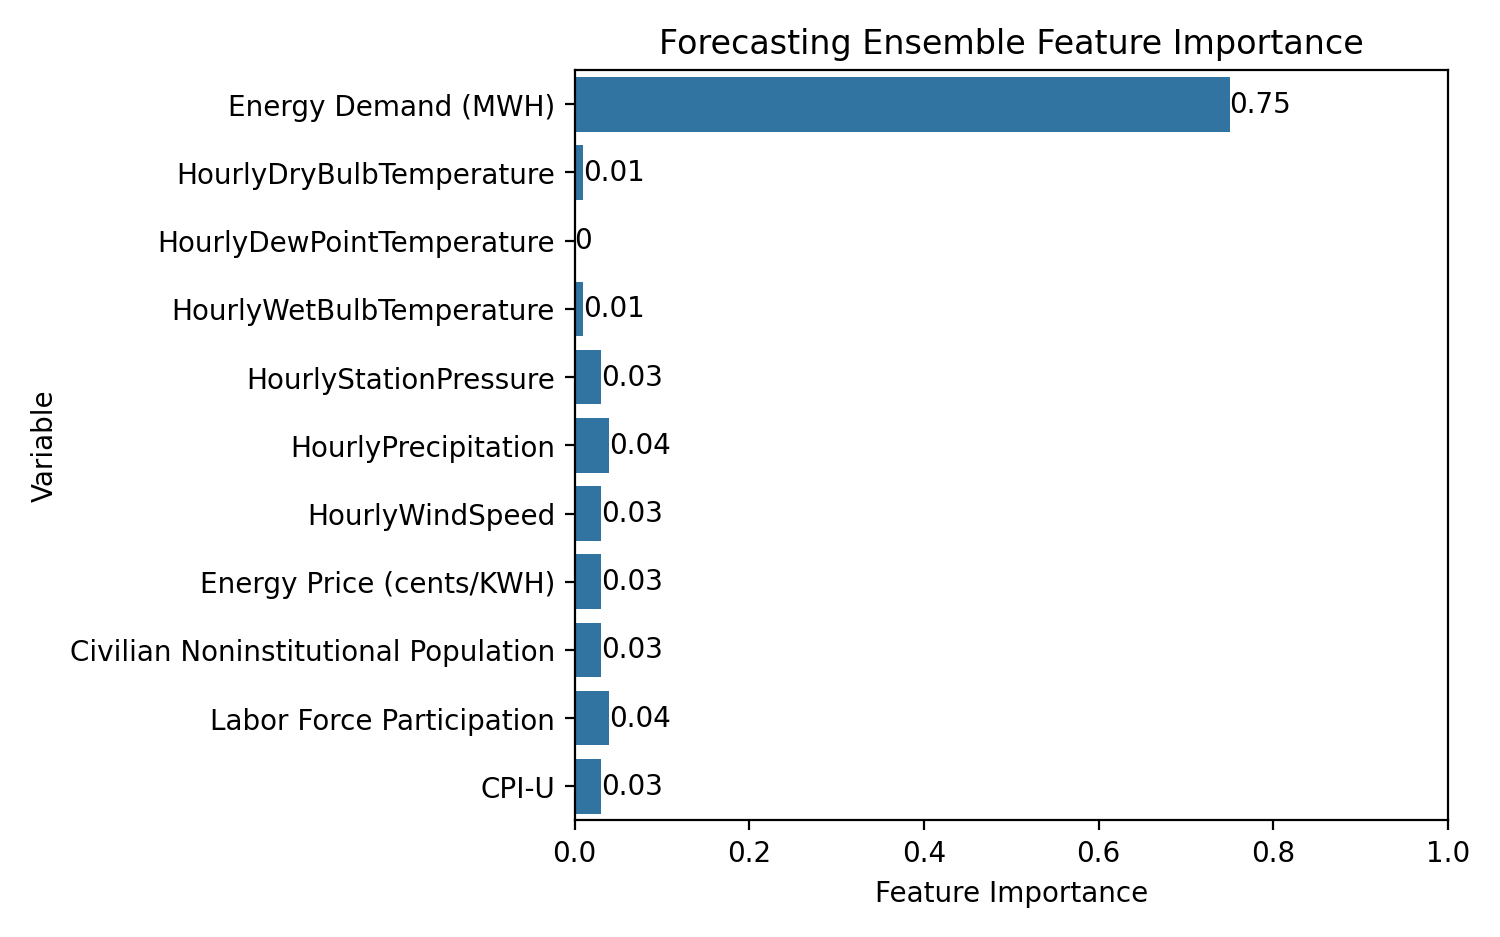 Forecasting Ensemble Feature Importance
Energy Demand (MWH) 0.75
HourlyDryBulbTemperature 0.01
HourlyDewPointTemperature 0
HourlyWetBulbTemperature 0.01
HourlyStationPressure 0.03
HourlyPrecipitation 0.04
HourlyWindSpeed 0.03
Energy Price (cents/KWH) 0.03
Civilian Noninstitutional Population 0.03
Labor Force Participation 0.04
CPI-U 0.03
Variable
0.0 0.2 0.4 0.6 0.8 1.0
Feature Importance